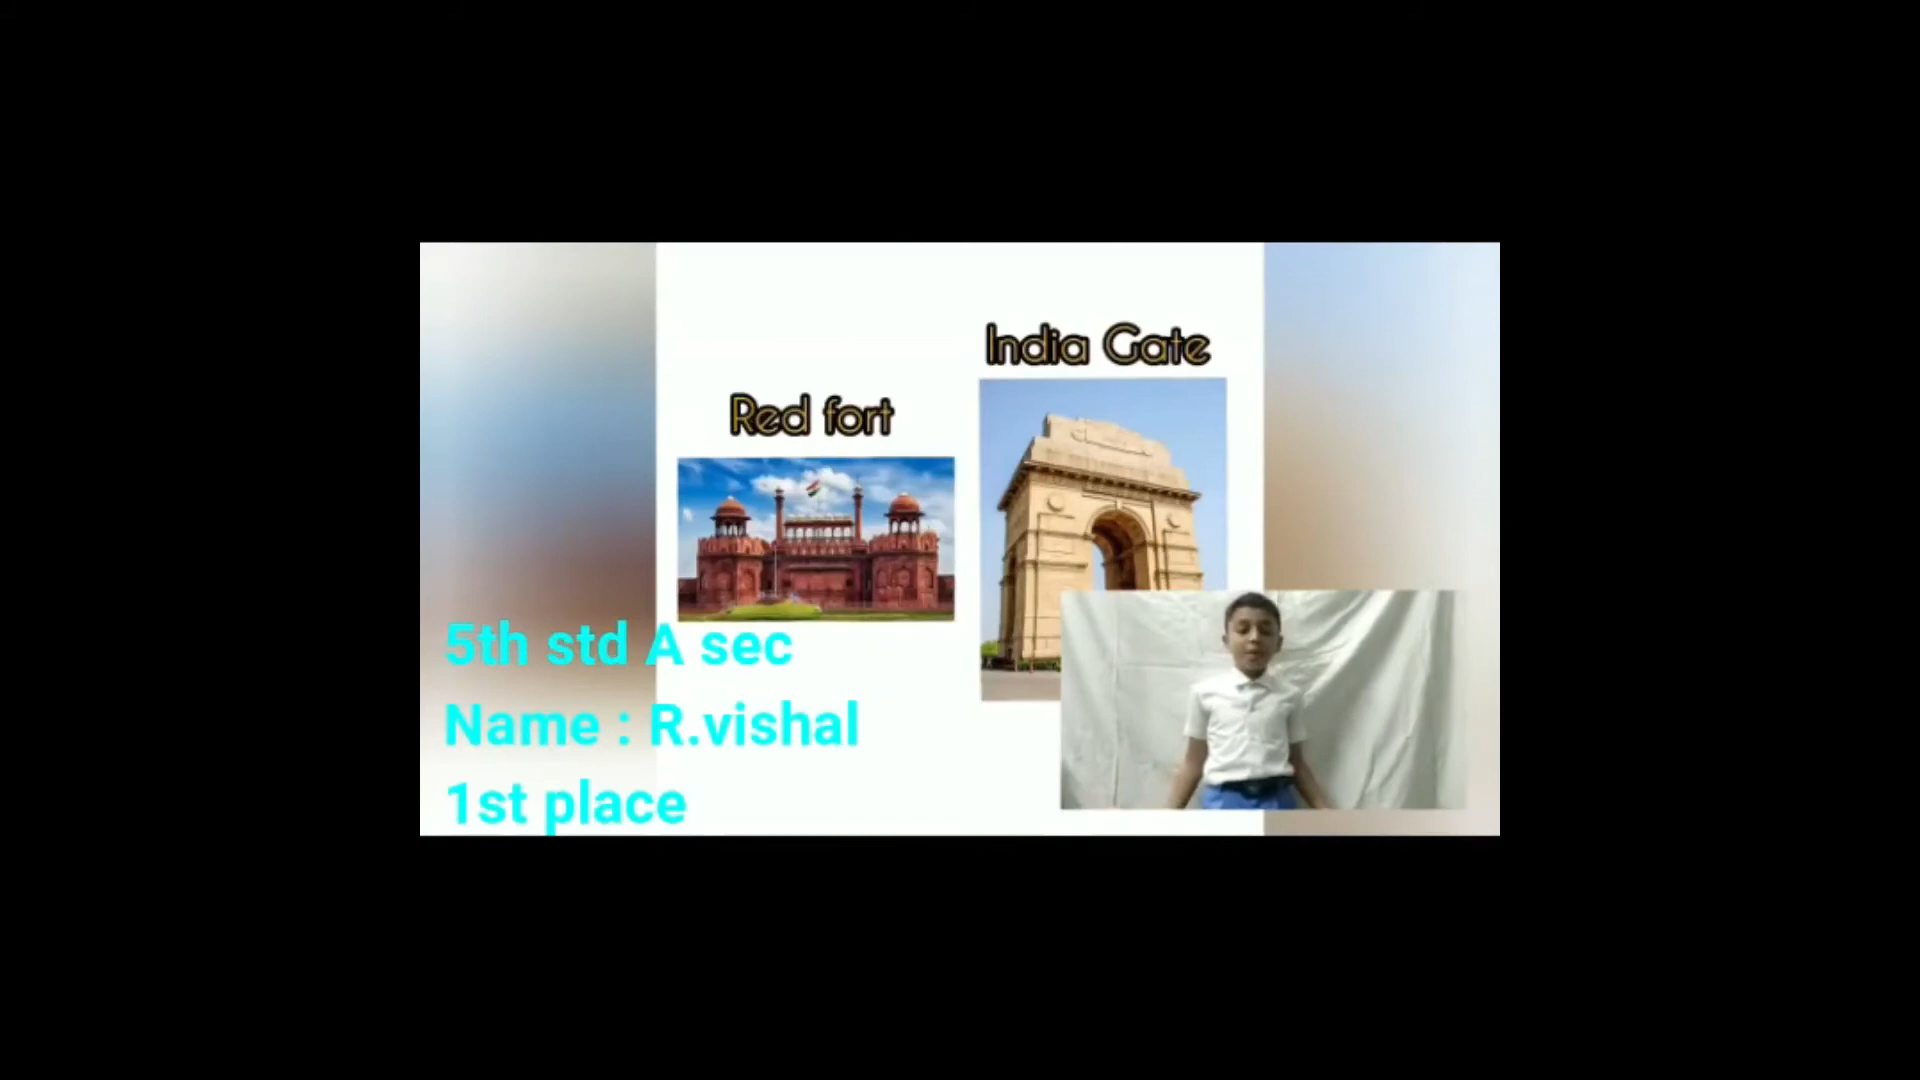 India Gate
Red fort
5th std A sec
Name : R.vishal
1st place